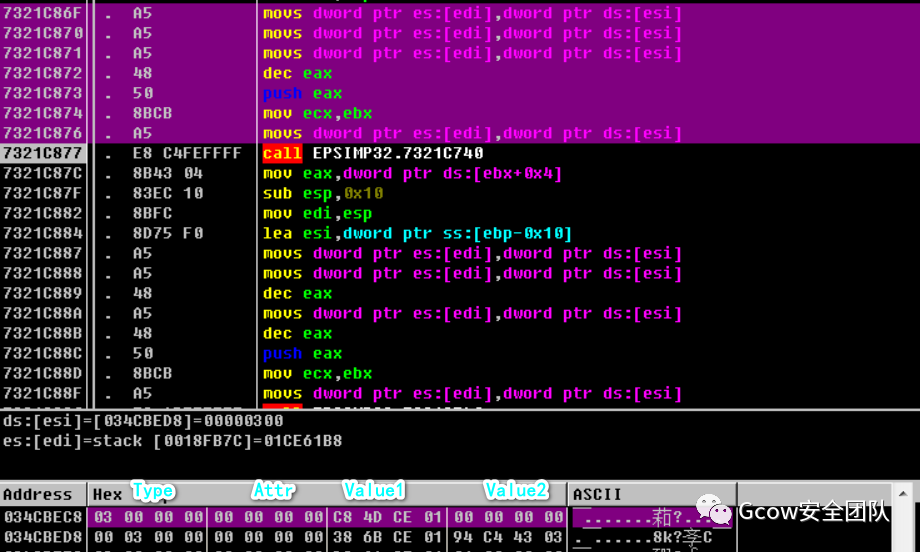 7321C86F . A5 movs dword ptr es:[edi],dword ptr ds:[esi]
7321C870 . A5 movs dword ptr es:[edi],dword ptr ds:[esi]
7321C871 . A5 movs dword ptr es:[edi],dword ptr ds:[esi]
7321C872 . 48 dec eax
7321C873 . 50 push eax
7321C874 . 8BCB mov ecx,ebx
7321C876 . A5 movs dword ptr es:[edi],dword ptr ds:[esi]
7321C877 . E8 C4FEFFFF call EPSIMP32.7321C740
7321C87C . 8B43 04 mov eax,dword ptr ds:[ebx+0x4]
7321C87F . 83EC 10 sub esp,0x10
7321C882 . 8BFC mov edi,esp
7321C884 . 8D75 F0 lea esi,dword ptr ss:[ebp-0x10]
7321C887 . A5 movs dword ptr es:[edi],dword ptr ds:[esi]
7321C888 . A5 movs dword ptr es:[edi],dword ptr ds:[esi]
7321C889 . 48 dec eax
7321C88A . A5 movs dword ptr es:[edi],dword ptr ds:[esi]
7321C88B . 48 dec eax
7321C88C . 50 push eax
7321C88D . 8BCB mov ecx,ebx
7321C88F . A5 movs dword ptr es:[edi],dword ptr ds:[esi]
ds:[esi]=[034CBED8]=00000300
es:[edi]=stack [0018FB7C]=01CE61B8
Address Hex Type Attr Value1 Value2 ASCII
034CBEC8 03 00 00 00 00 00 00 00 C8 4D CE 01 00 00 00 00
034CBED8 00 03 00 00 00 00 00 00 38 6B CE 01 94 C4 43 03
Gcow安全团队